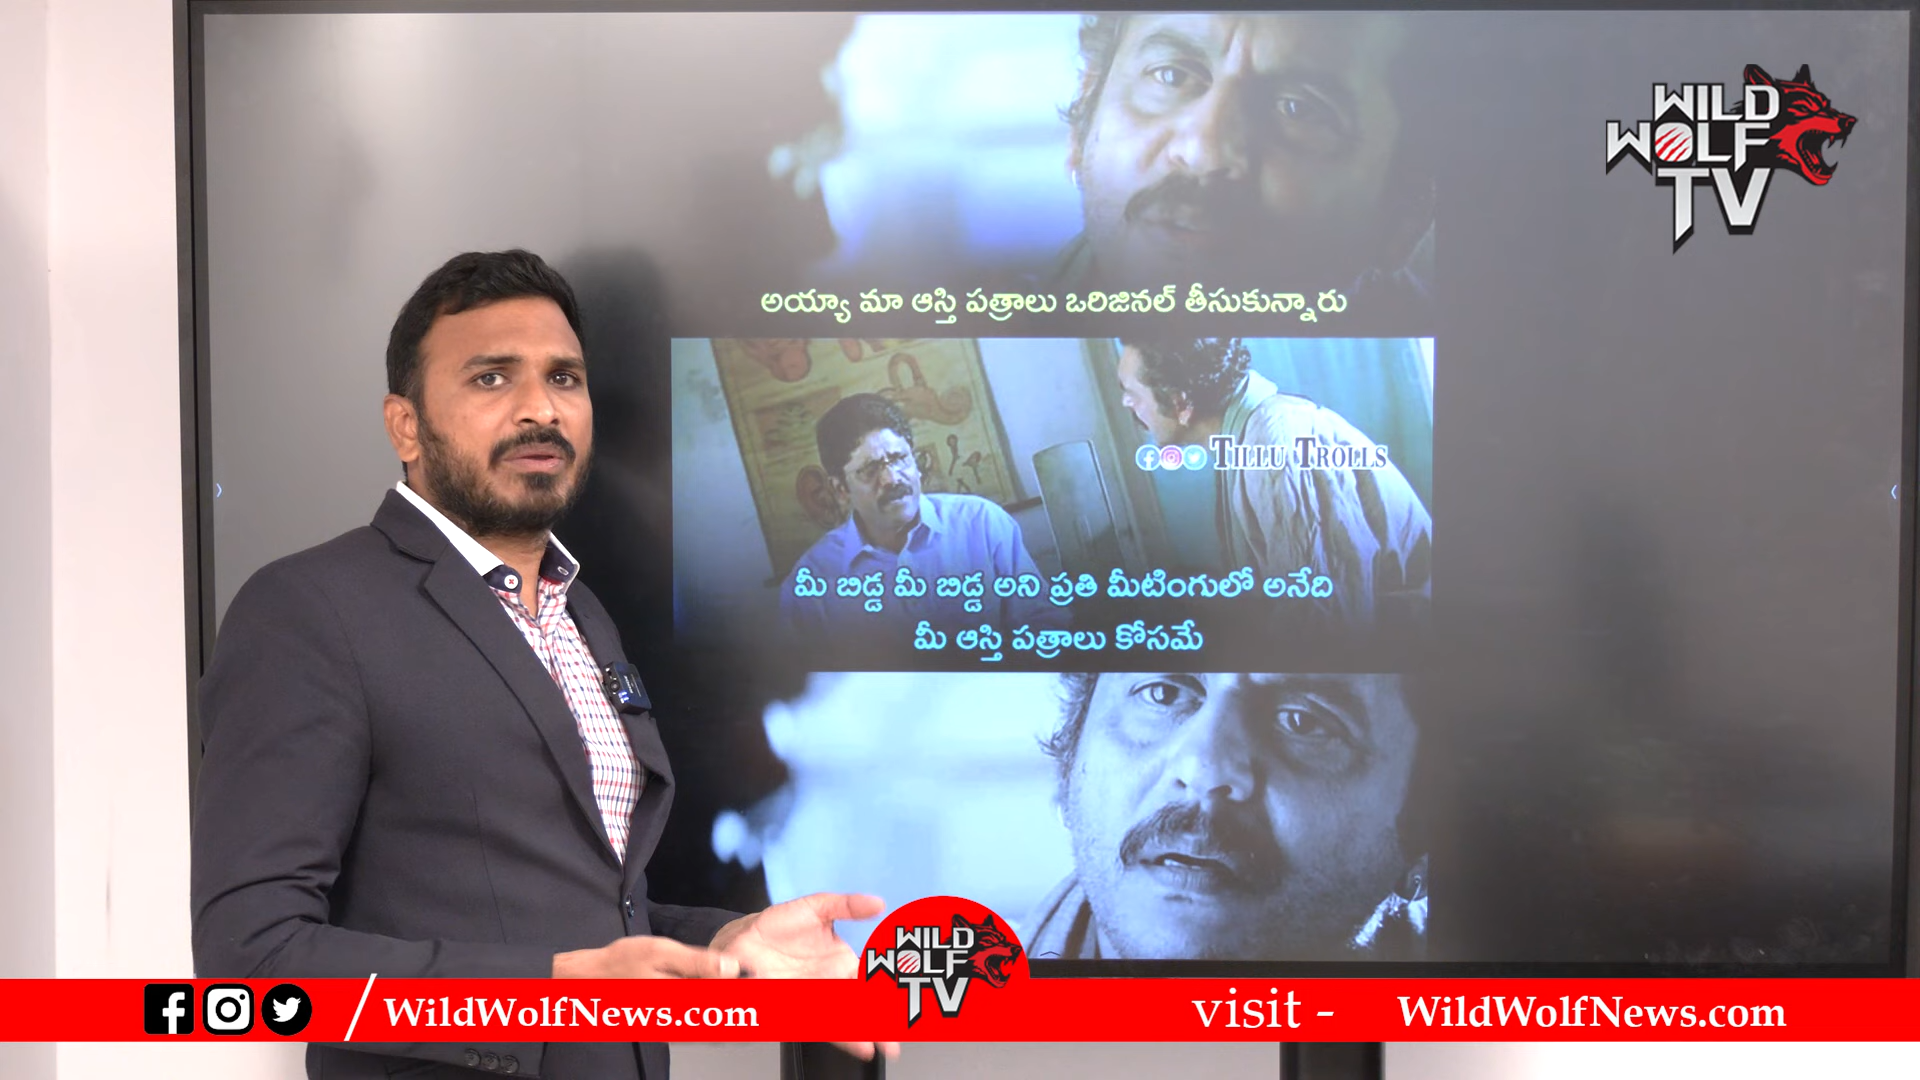 WILD
WOLF
TV
అయ్యా మా ఆస్తి పత్రాలు ఒరిజినల్ తీసుకున్నారు
TILLU TROLLS
మీ బిడ్డ మీ బిడ్డ అని ప్రతి మీటింగులో అనేది
మీ ఆస్తి పత్రాలు కోసమే
WILD
WOLF
TV
WildWolfNews.com
visit -
WildWolfNews.com